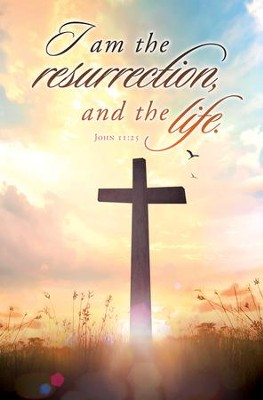 I am the
resurrection,
and the life.
John 11:25